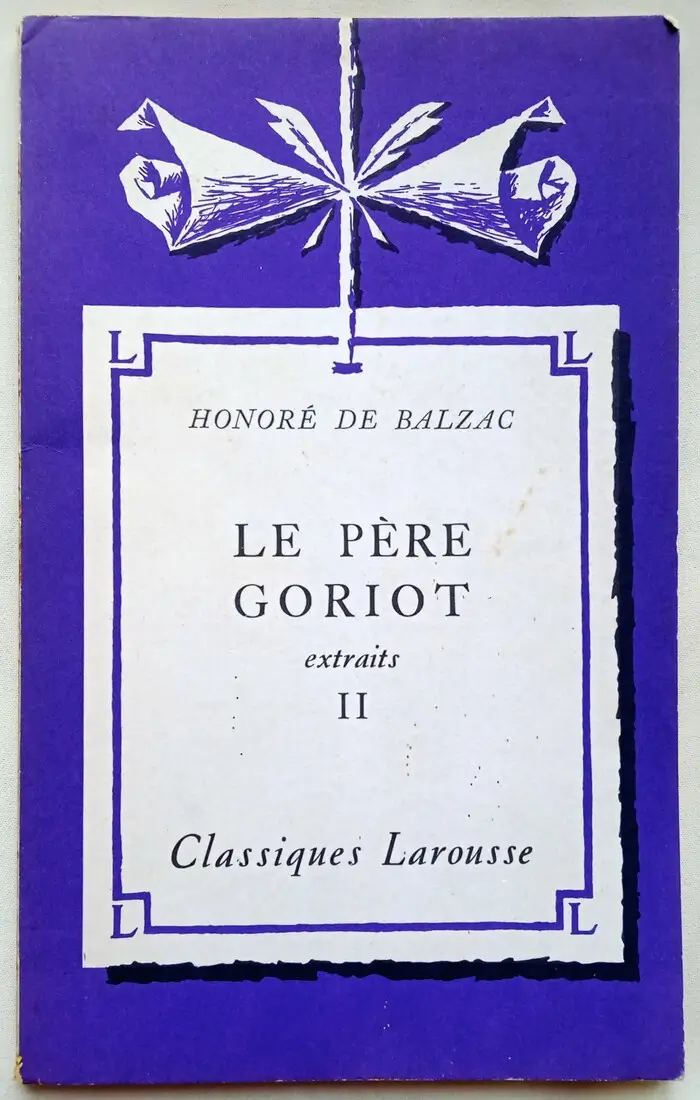 L L
HONORÉ DE BALZAC
LE PÈRE
GORIOT
extraits
II
Classiques Larousse
L L